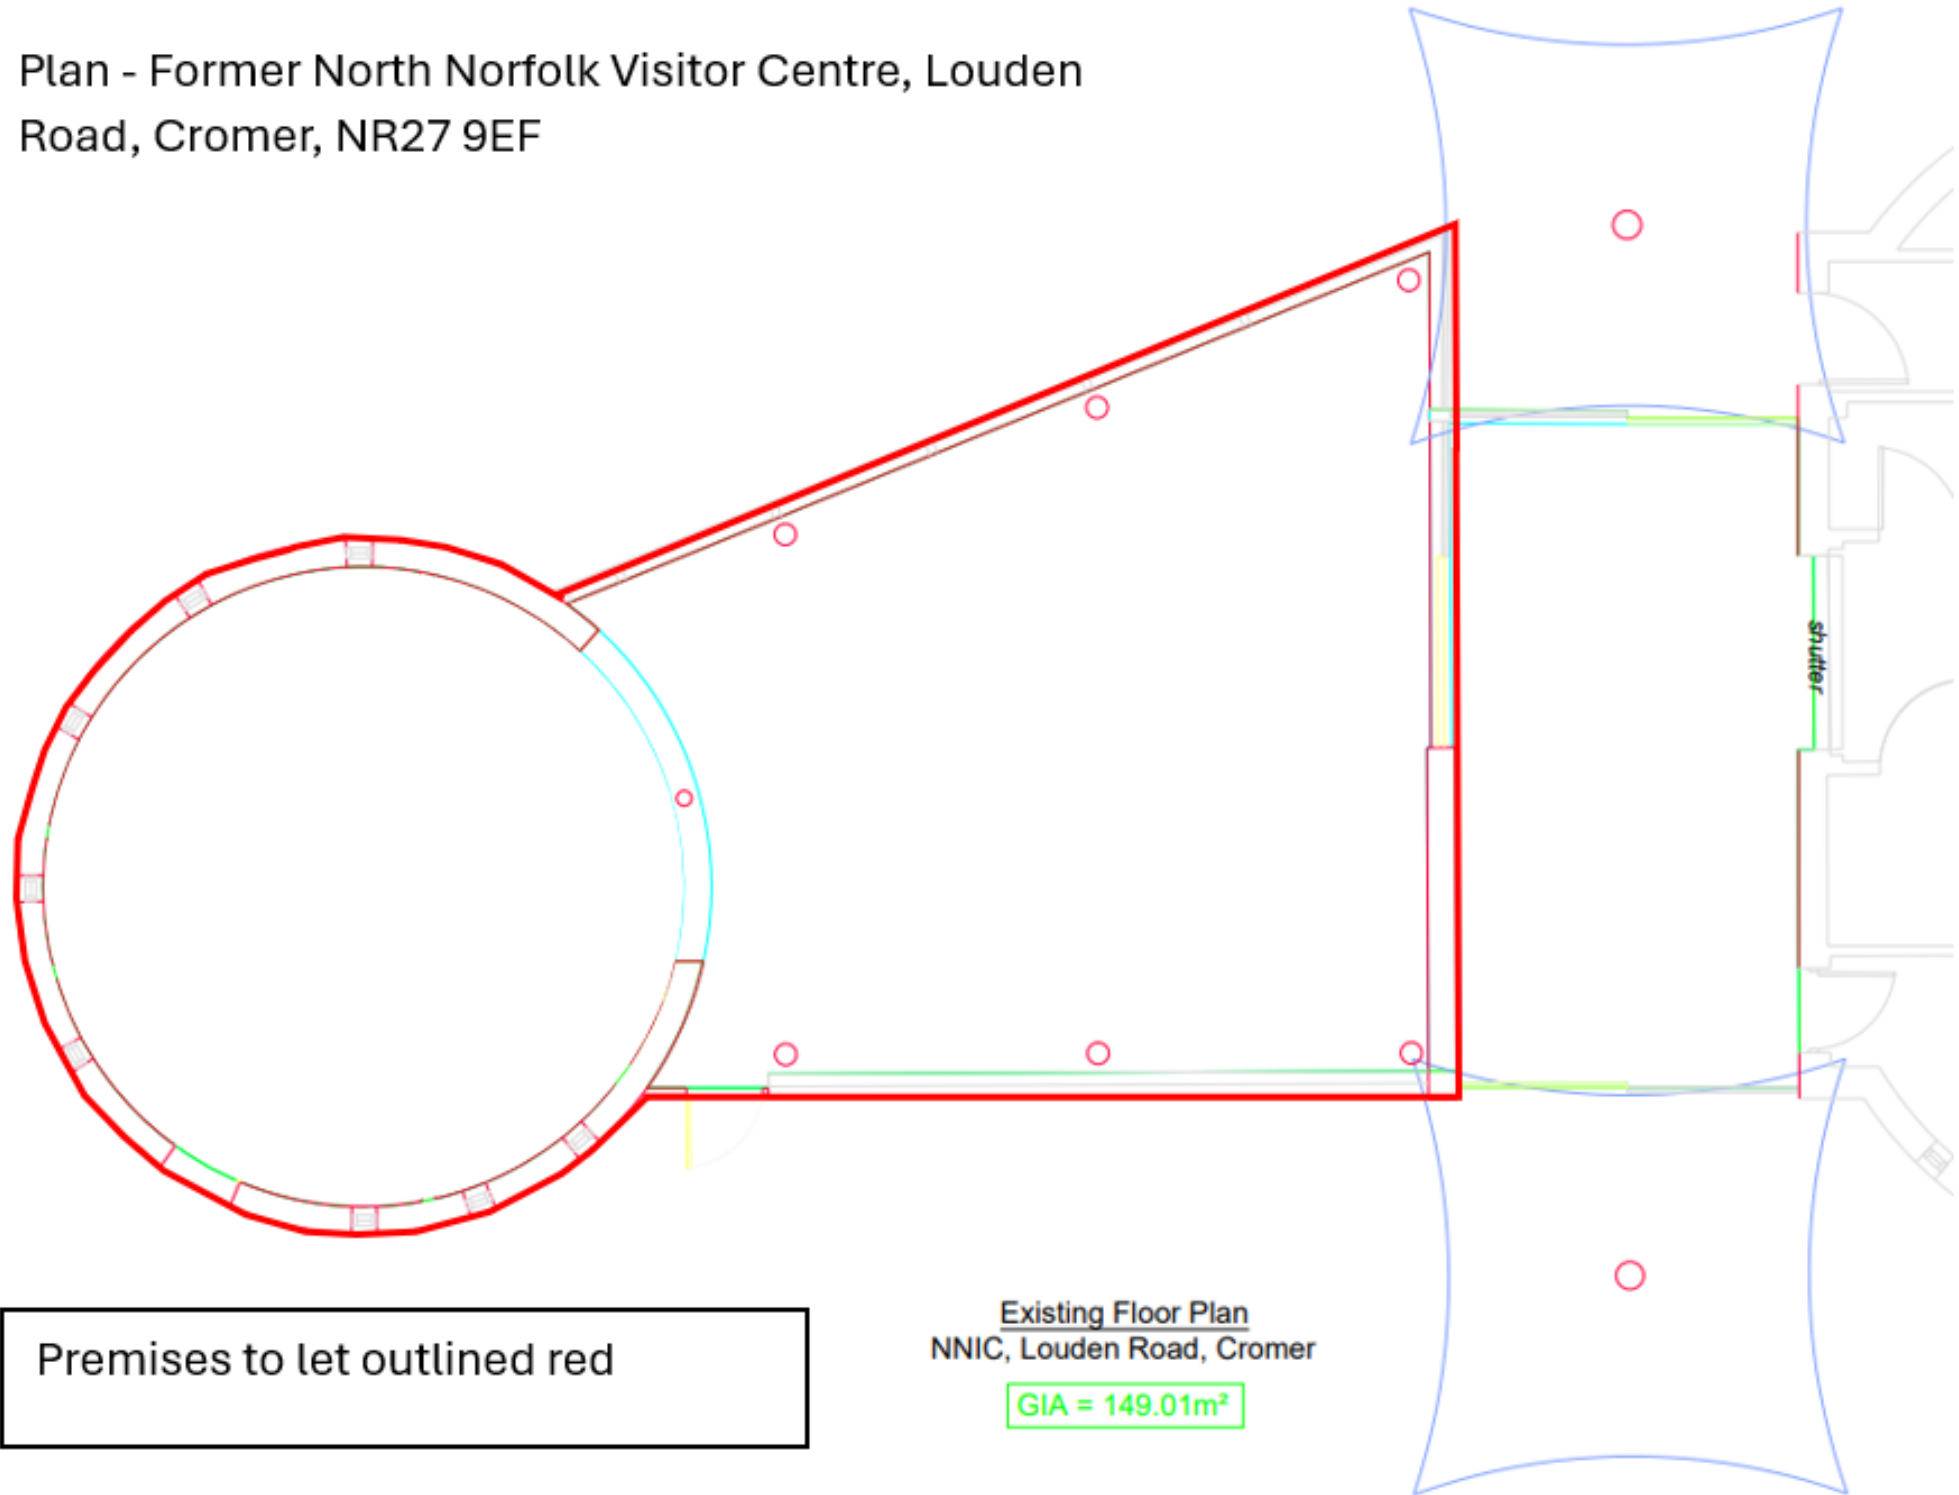 Plan - Former North Norfolk Visitor Centre, Louden
Road, Cromer, NR27 9EF
shutter
Premises to let outlined red
Existing Floor Plan
NNIC, Louden Road, Cromer
GIA = 149.01m²